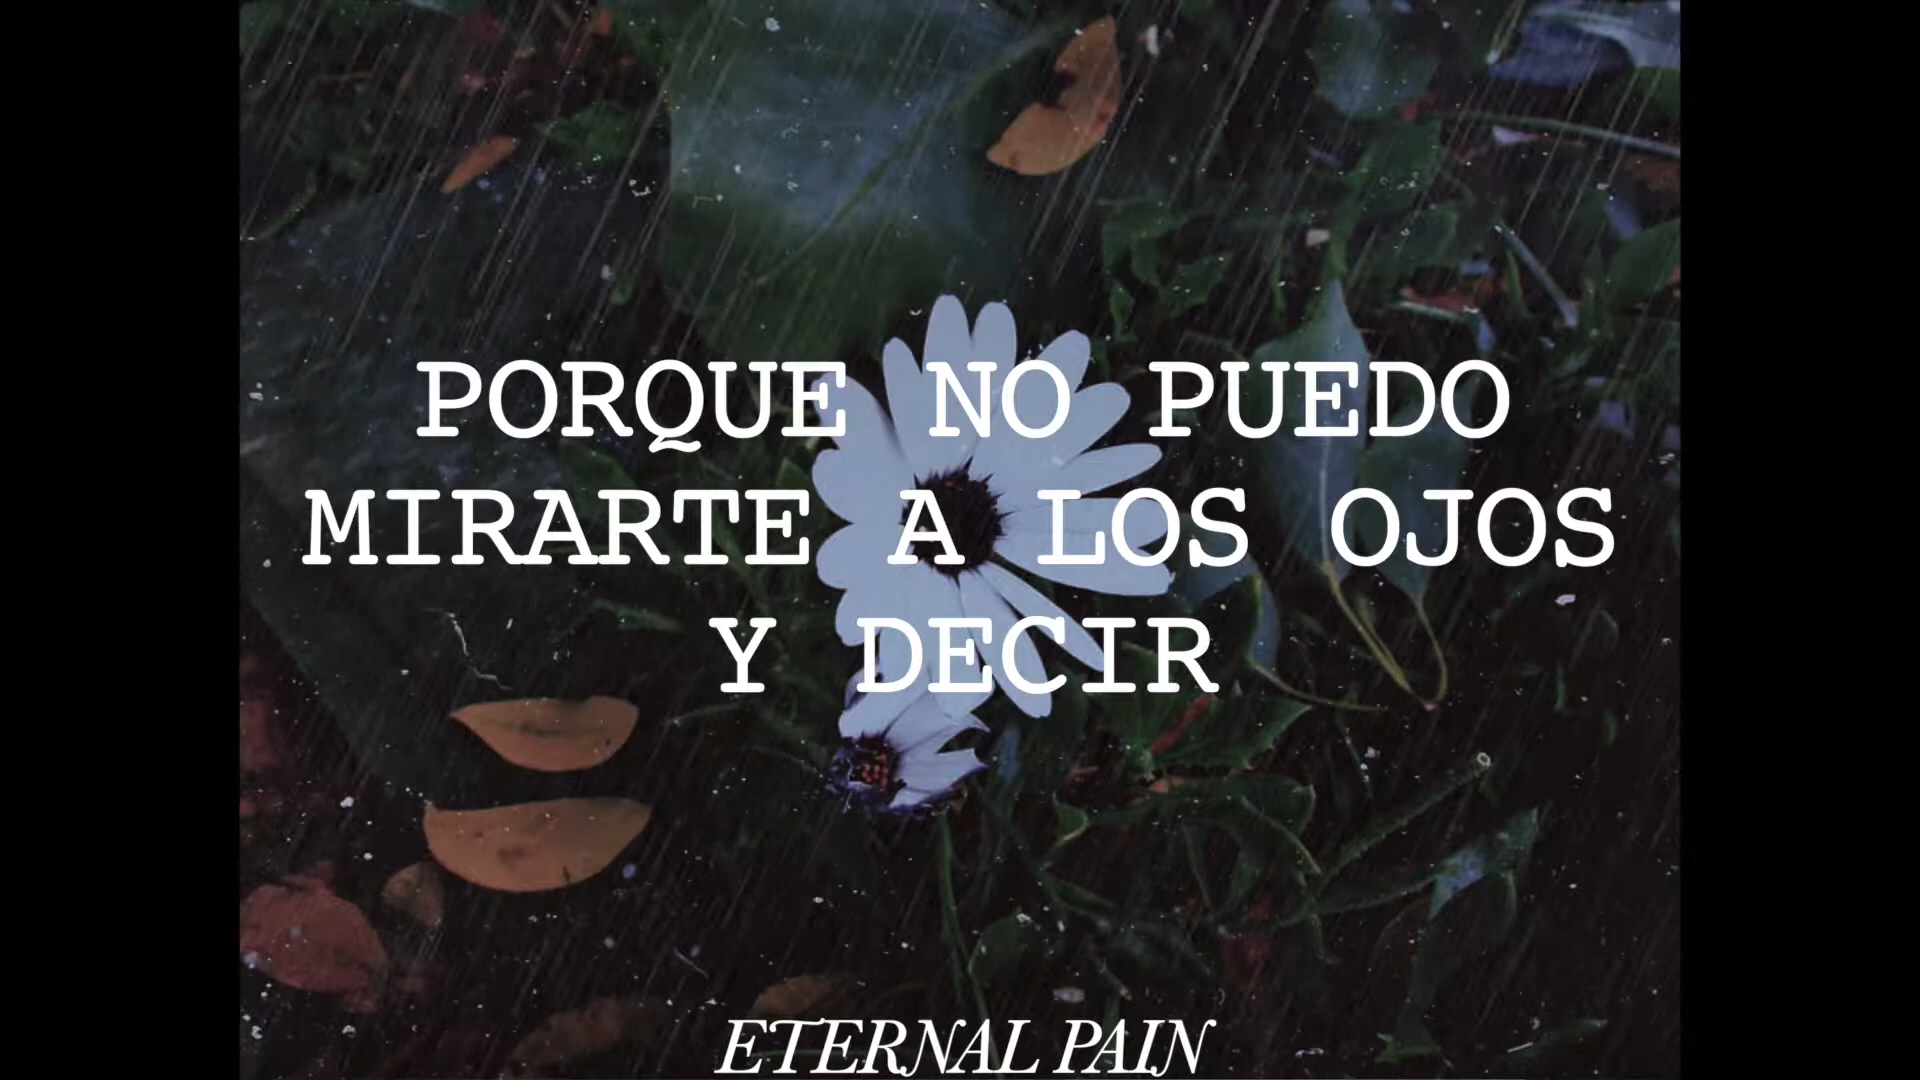 PORQUE NO PUEDO
MIRARTE A LOS OJOS
Y DECIR
ETERNAL PAIN